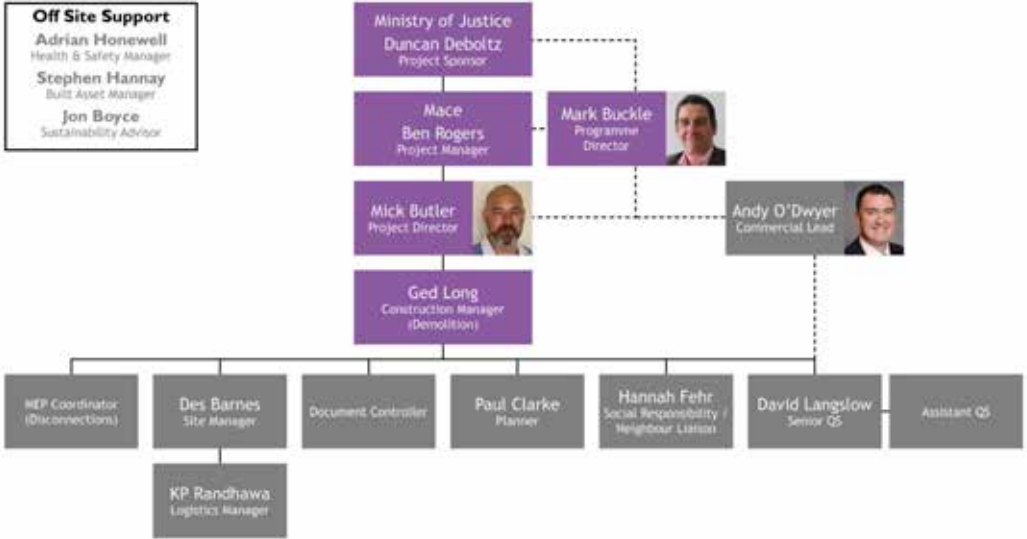 Off Site Support
Adrian Honewell
Health & Safety Manager
Stephen Hannay
Built Asset Manager
Jon Boyce
Sustainability Advisor
Ministry of Justice
Duncan Deboltz
Project Sponsor
Mace
Ben Rogers
Project Manager
Mark Buckle
Programme
Director
Mick Butler
Project Director
Andy O'Dwyer
Commercial Lead
Ged Long
Construction Manager
(Demolition)
MEP Coordinator
(Disconnections)
Des Barnes
Site Manager
Document Controller
Paul Clarke
Planner
Hannah Fehr
Social Responsibility /
Neighbour Liaison
David Langslow
Senior QS
Assistant QS
KP Randhawa
Logistics Manager